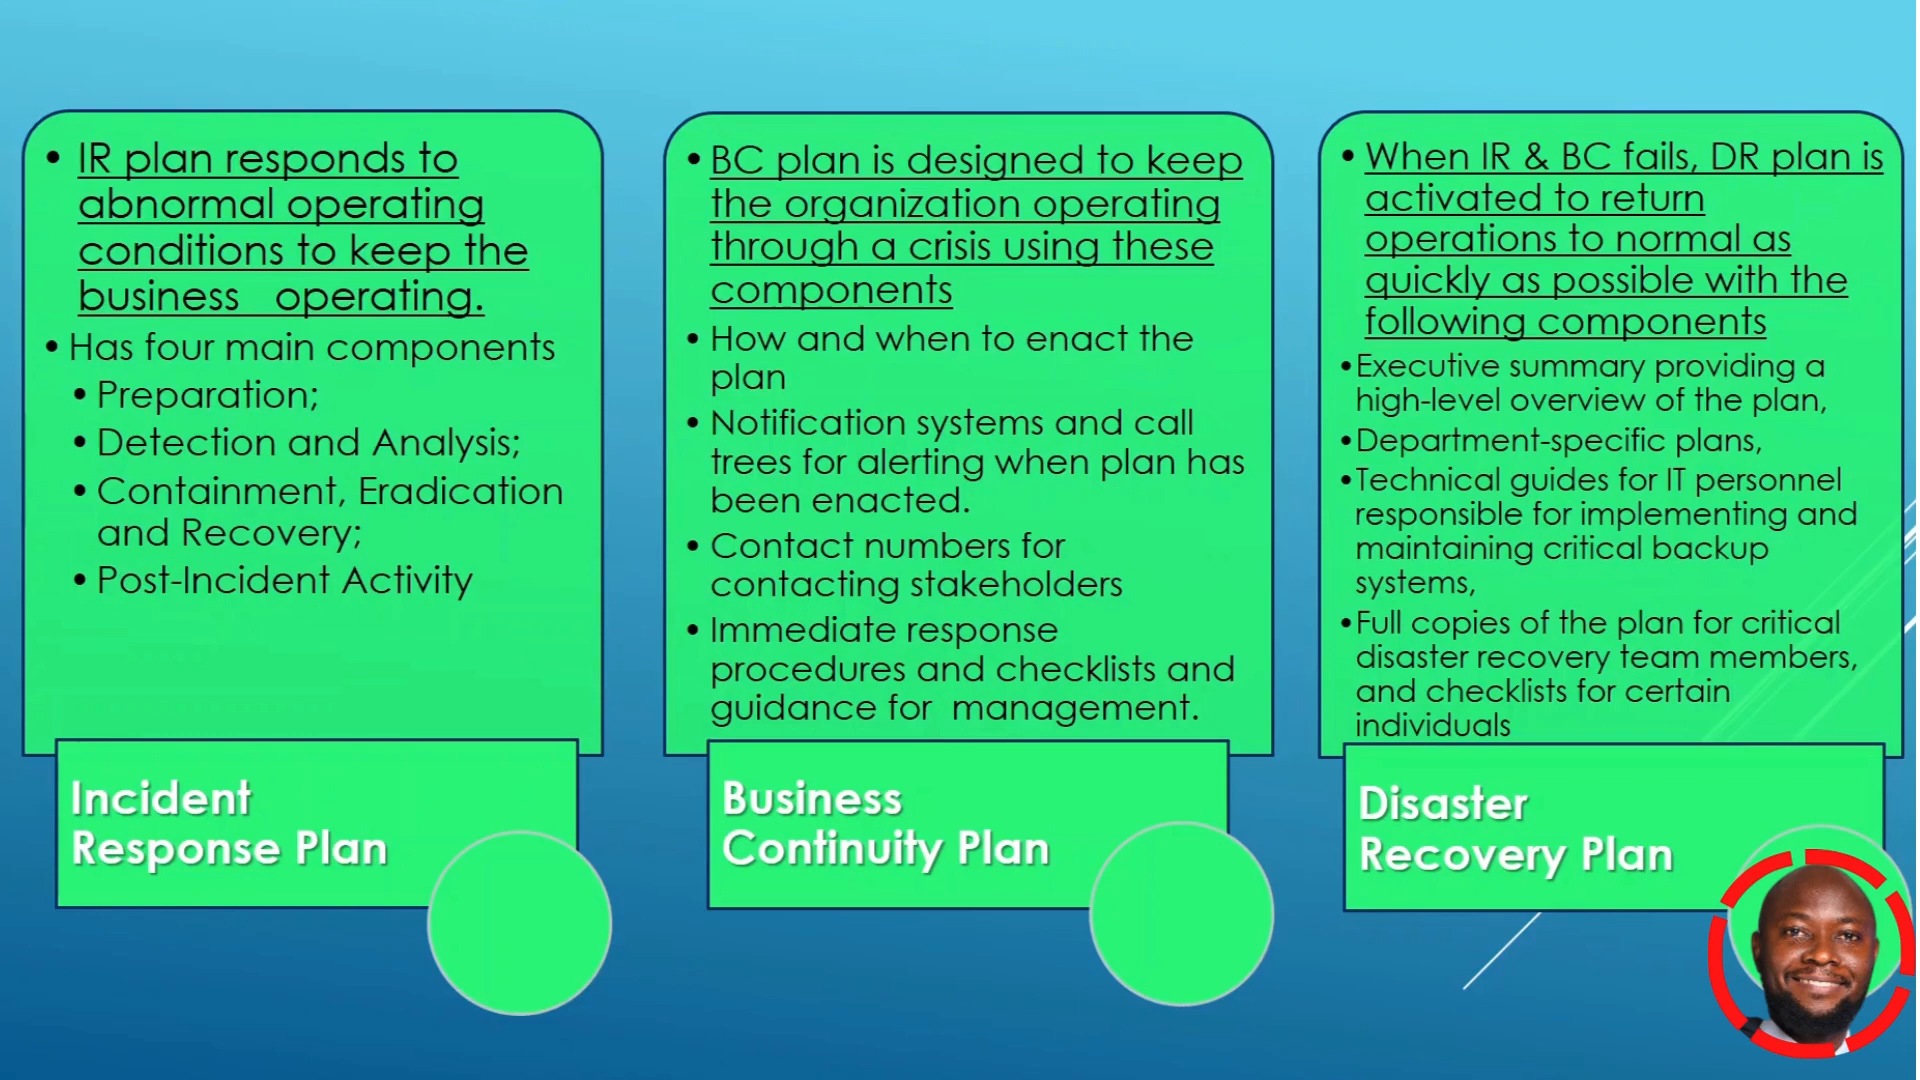 • IR plan responds to
abnormal operating
conditions to keep the
business operating.
• Has four main components
• Preparation;
• Detection and Analysis;
• Containment, Eradication
and Recovery;
• Post-Incident Activity
Incident
Response Plan
• BC plan is designed to keep
the organization operating
through a crisis using these
components
• How and when to enact the
plan
• Notification systems and call
trees for alerting when plan has
been enacted.
• Contact numbers for
contacting stakeholders
• Immediate response
procedures and checklists and
guidance for management.
Business
Continuity Plan
• When IR & BC fails, DR plan is
activated to return
operations to normal as
quickly as possible with the
following components
• Executive summary providing a
high-level overview of the plan,
• Department-specific plans,
• Technical guides for IT personnel
responsible for implementing and
maintaining critical backup
systems,
• Full copies of the plan for critical
disaster recovery team members,
and checklists for certain
individuals
Disaster
Recovery Plan